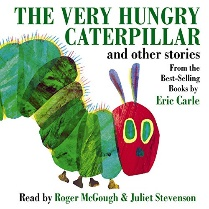 THE VERY HUNGRY
CATERPILLAR
and other stories
From the
Best-Selling
Books by
Eric Carle
Read by Roger McGough & Juliet Stevenson